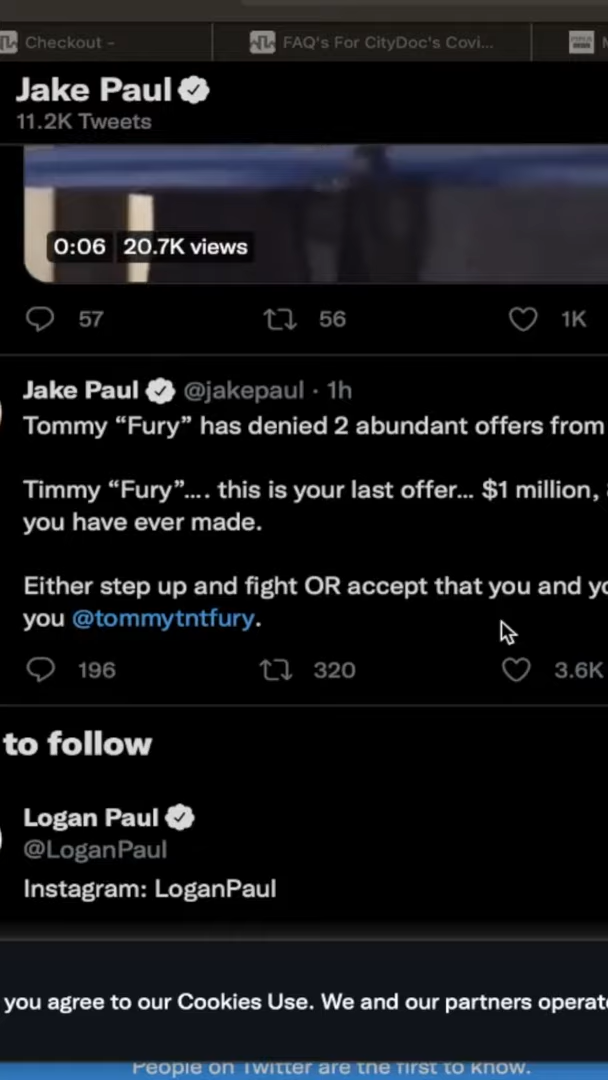 Checkout -
FAQ's For CityDoc's Covi...
Jake Paul
11.2K Tweets
0:06 20.7K views
57 56 1K
Jake Paul @jakepaul · 1h
Tommy “Fury” has denied 2 abundant offers from
Timmy “Fury”.... this is your last offer... $1 million,
you have ever made.
Either step up and fight OR accept that you and yo
you @tommytntfury.
196 320 3.6K
to follow
Logan Paul
@LoganPaul
Instagram: LoganPaul
you agree to our Cookies Use. We and our partners operate
People on Twitter are the first to know.